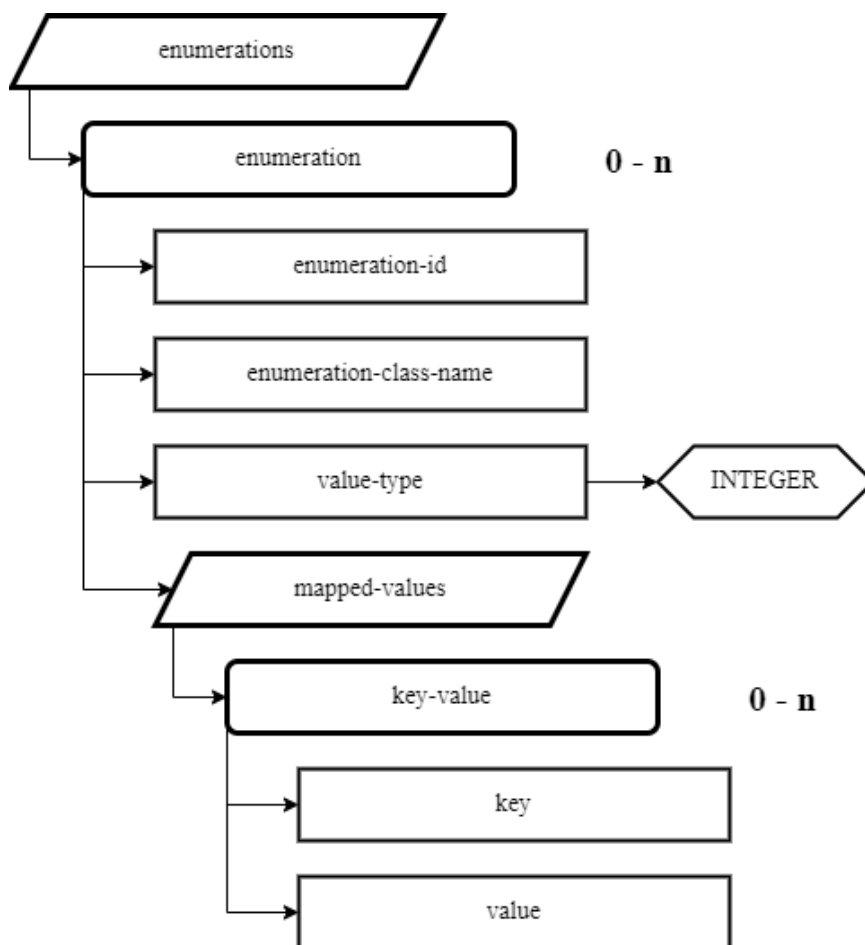 enumerations
enumeration
0 - n
enumeration-id
enumeration-class-name
value-type
INTEGER
mapped-values
key-value
0 - n
key
value